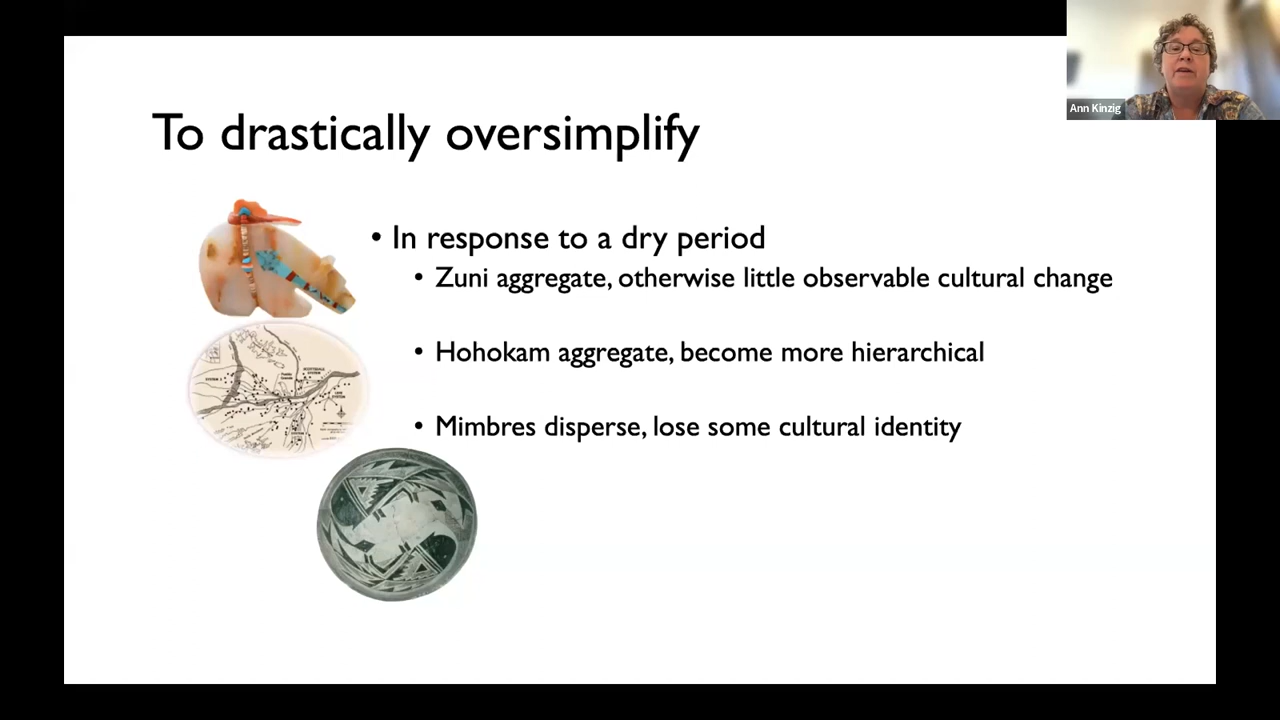 Ann Kinzig
To drastically oversimplify
• In response to a dry period
• Zuni aggregate, otherwise little observable cultural change
• Hohokam aggregate, become more hierarchical
• Mimbres disperse, lose some cultural identity